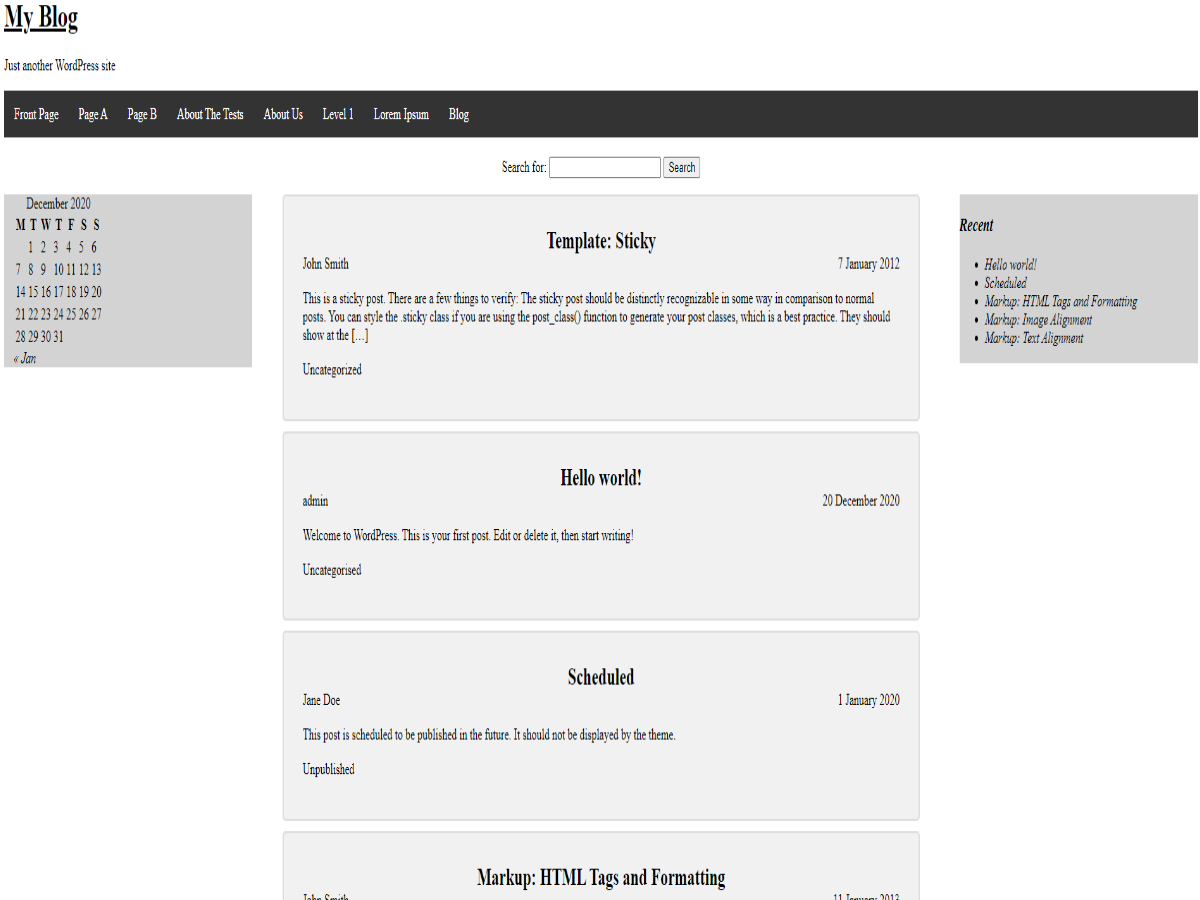 My Blog
Just another WordPress site
Front Page Page A Page B About The Tests About Us Level 1 Lorem Ipsum Blog
Search for: Search
December 2020
M T W T F S S
1 2 3 4 5 6
7 8 9 10 11 12 13
14 15 16 17 18 19 20
21 22 23 24 25 26 27
28 29 30 31
« Jan
Template: Sticky
John Smith 7 January 2012
This is a sticky post. There are a few things to verify: The sticky post should be distinctly recognizable in some way in comparison to normal
posts. You can style the .sticky class if you are using the post_class() function to generate your post classes, which is a best practice. They should
show at the […]
Uncategorized
Hello world!
admin 20 December 2020
Welcome to WordPress. This is your first post. Edit or delete it, then start writing!
Uncategorised
Scheduled
Jane Doe 1 January 2020
This post is scheduled to be published in the future. It should not be displayed by the theme.
Unpublished
Markup: HTML Tags and Formatting
John Smith 11 January 2013
Recent
Hello world!
Scheduled
Markup: HTML Tags and Formatting
Markup: Image Alignment
Markup: Text Alignment